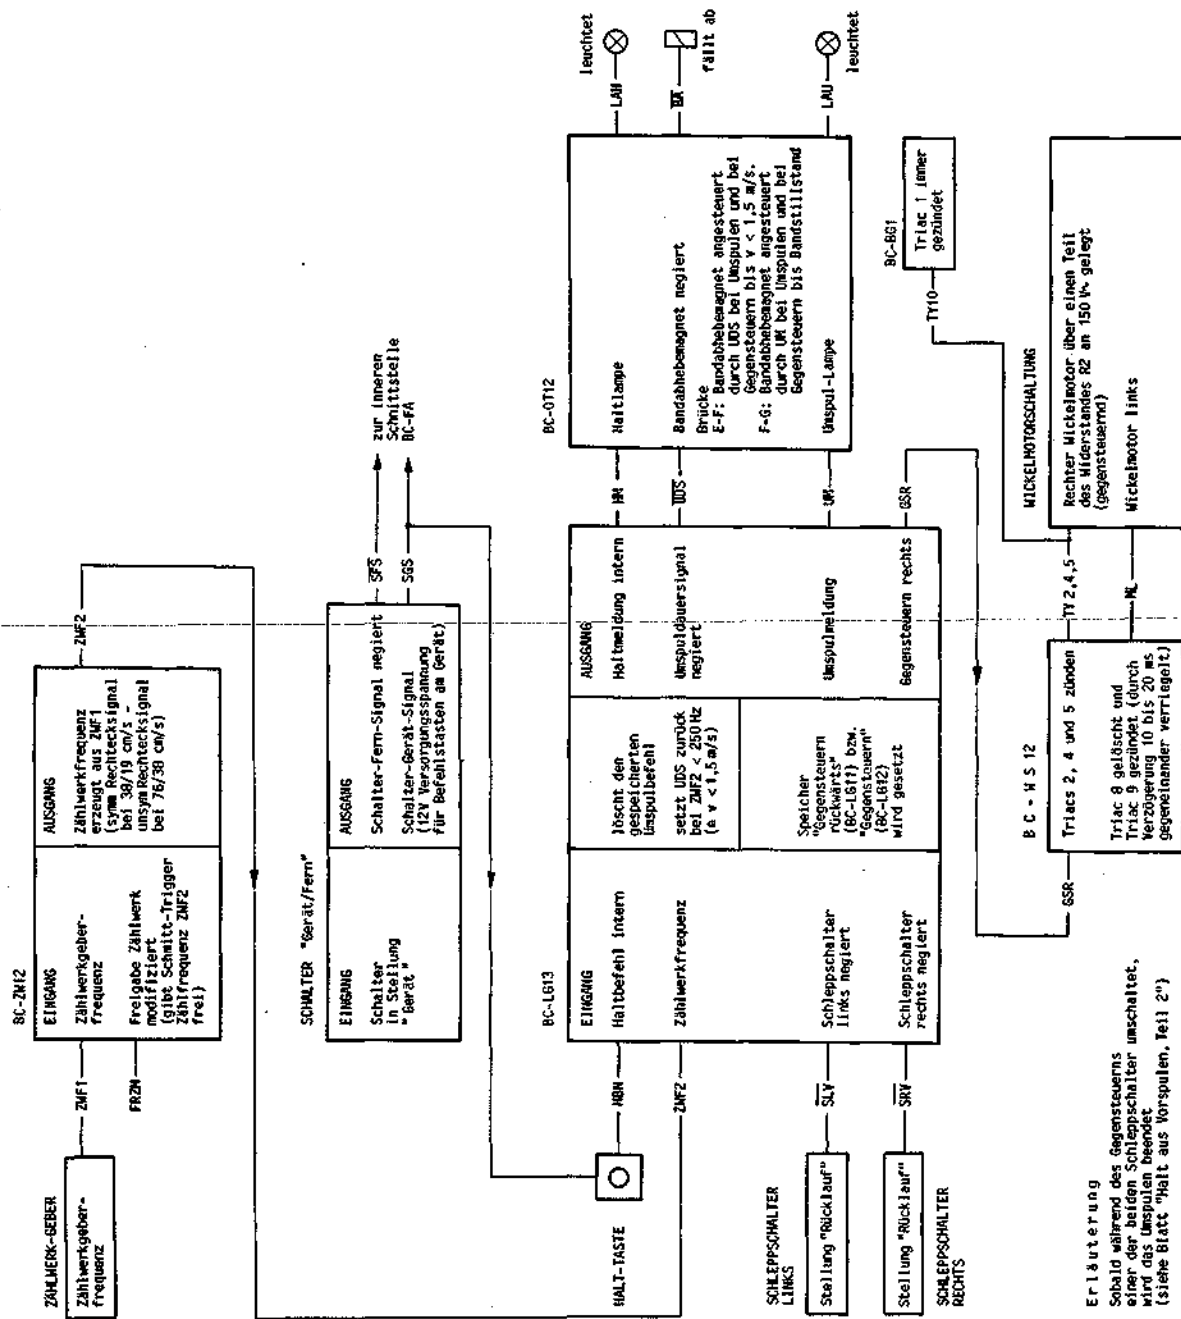 BC-ZW12
EINGANG
AUSGANG
ZÄHLWERK-GEBER
Zählwerkgeber-
frequenz
ZWF1
FRZM
Zählwerkgeber-
frequenz
Freigabe Zählwerk
modifiziert
(gibt Schmitt-Trigger
Zählfrequenz ZWF2
frei)
Zählwerkfrequenz
erzeugt aus ZWF1
(symm Rechtecksignal
bei 38/19 cm/s -
unsym Rechtecksignal
bei 76/38 cm/s)
ZWF2
SCHALTER "Gerät/Fern"
EINGANG
AUSGANG
Schalter
in Stellung
"Gerät"
Schalter-Fern-Signal negiert
Schalter-Gerät-Signal
(12V Versorgungsspannung
für Befehlstasten am Gerät)
SFS
SGS
zur inneren
Schnittstelle
BC-FA
BC-LG13
EINGANG
AUSGANG
HALT-TASTE
HBN
ZWF2
Haltbefehl intern
Zählwerkfrequenz
löscht den
gespeicherten
Umspulbefehl
setzt UDS zurück
bei ZWF2 < 250 Hz
(≙ v < 1,5 m/s)
Haltmeldung intern
Umspuldauersignal
negiert
HM
UDS
SCHLEPPSCHALTER
LINKS
Stellung "Rücklauf"
SLV
Schleppschalter
links negiert
Stellung "Rücklauf"
SRV
Schleppschalter
rechts negiert
SCHLEPPSCHALTER
RECHTS
Speicher
"Gegensteuern
rückwärts"
(BC-LG11) bzw.
"Gegensteuern"
(BC-LG12)
wird gesetzt
Umspulmeldung
Gegensteuern rechts
UM
GSR
BC-OT12
Haltlampe
Bandabhebemagnet negiert
Brücke
E-F: Bandabhebemagnet angesteuert
durch UDS bei Umspulen und bei
Gegensteuern bis v < 1,5 m/s.
F-G: Bandabhebemagnet angesteuert
durch UM bei Umspulen und bei
Gegensteuern bis Bandstillstand
Umspul-Lampe
LAH
leuchtet
BA
fällt ab
LAU
leuchtet
BC-BG1
Triac 1 immer
gezündet
TY10
BC-WS12
GSR
Triacs 2, 4 und 5 zünden
Triac 8 gelöscht und
Triac 9 gezündet (durch
Verzögerung 10 bis 20 ms
gegeneinander verriegelt)
TY 2,4,5
ML
WICKELMOTORSCHALTUNG
Rechter Wickelmotor über einen Teil
des Widerstandes R2 an 150 V~ gelegt
(gegensteuernd)
Wickelmotor links
Erläuterung
Sobald während des Gegensteuerns
einer der beiden Schleppschalter umschaltet,
wird das Umspulen beendet
(siehe Blatt "Halt aus Vorspulen, Teil 2")